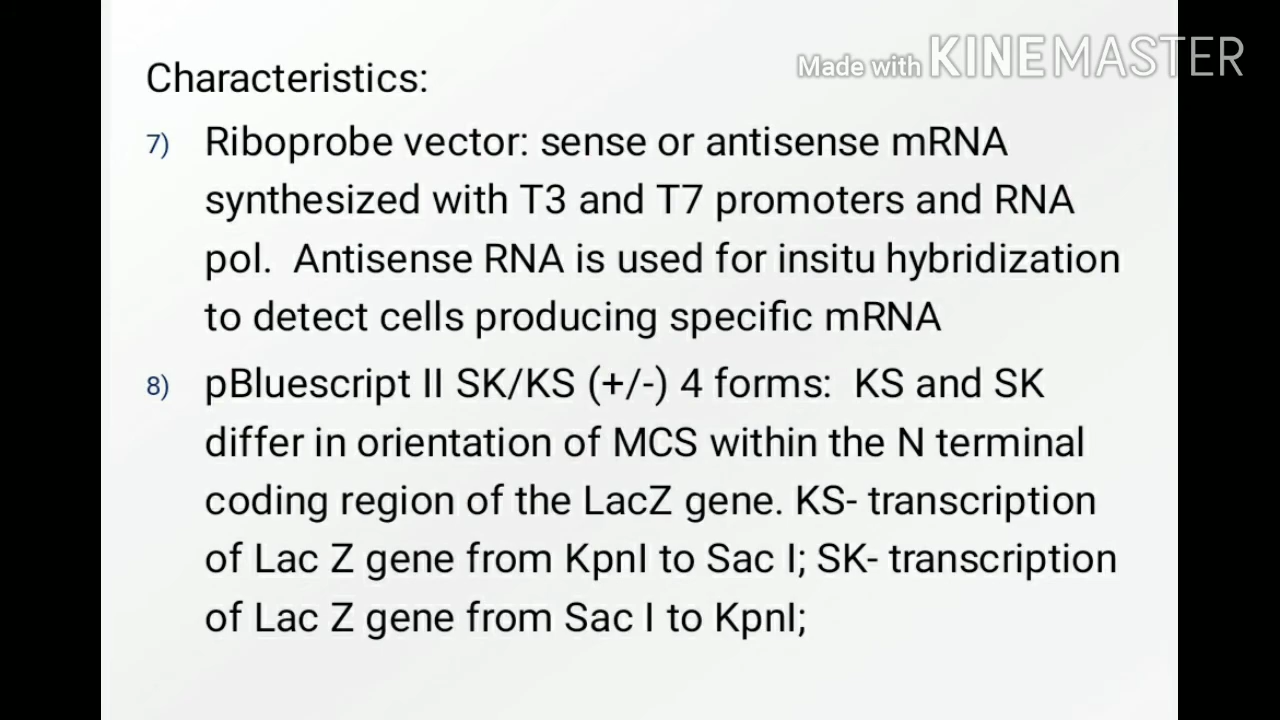 Made with KINEMASTER
Characteristics:
7) Riboprobe vector: sense or antisense mRNA
synthesized with T3 and T7 promoters and RNA
pol.  Antisense RNA is used for insitu hybridization
to detect cells producing specific mRNA
8) pBluescript II SK/KS (+/-) 4 forms:  KS and SK
differ in orientation of MCS within the N terminal
coding region of the LacZ gene. KS- transcription
of Lac Z gene from KpnI to Sac I; SK- transcription
of Lac Z gene from Sac I to KpnI;